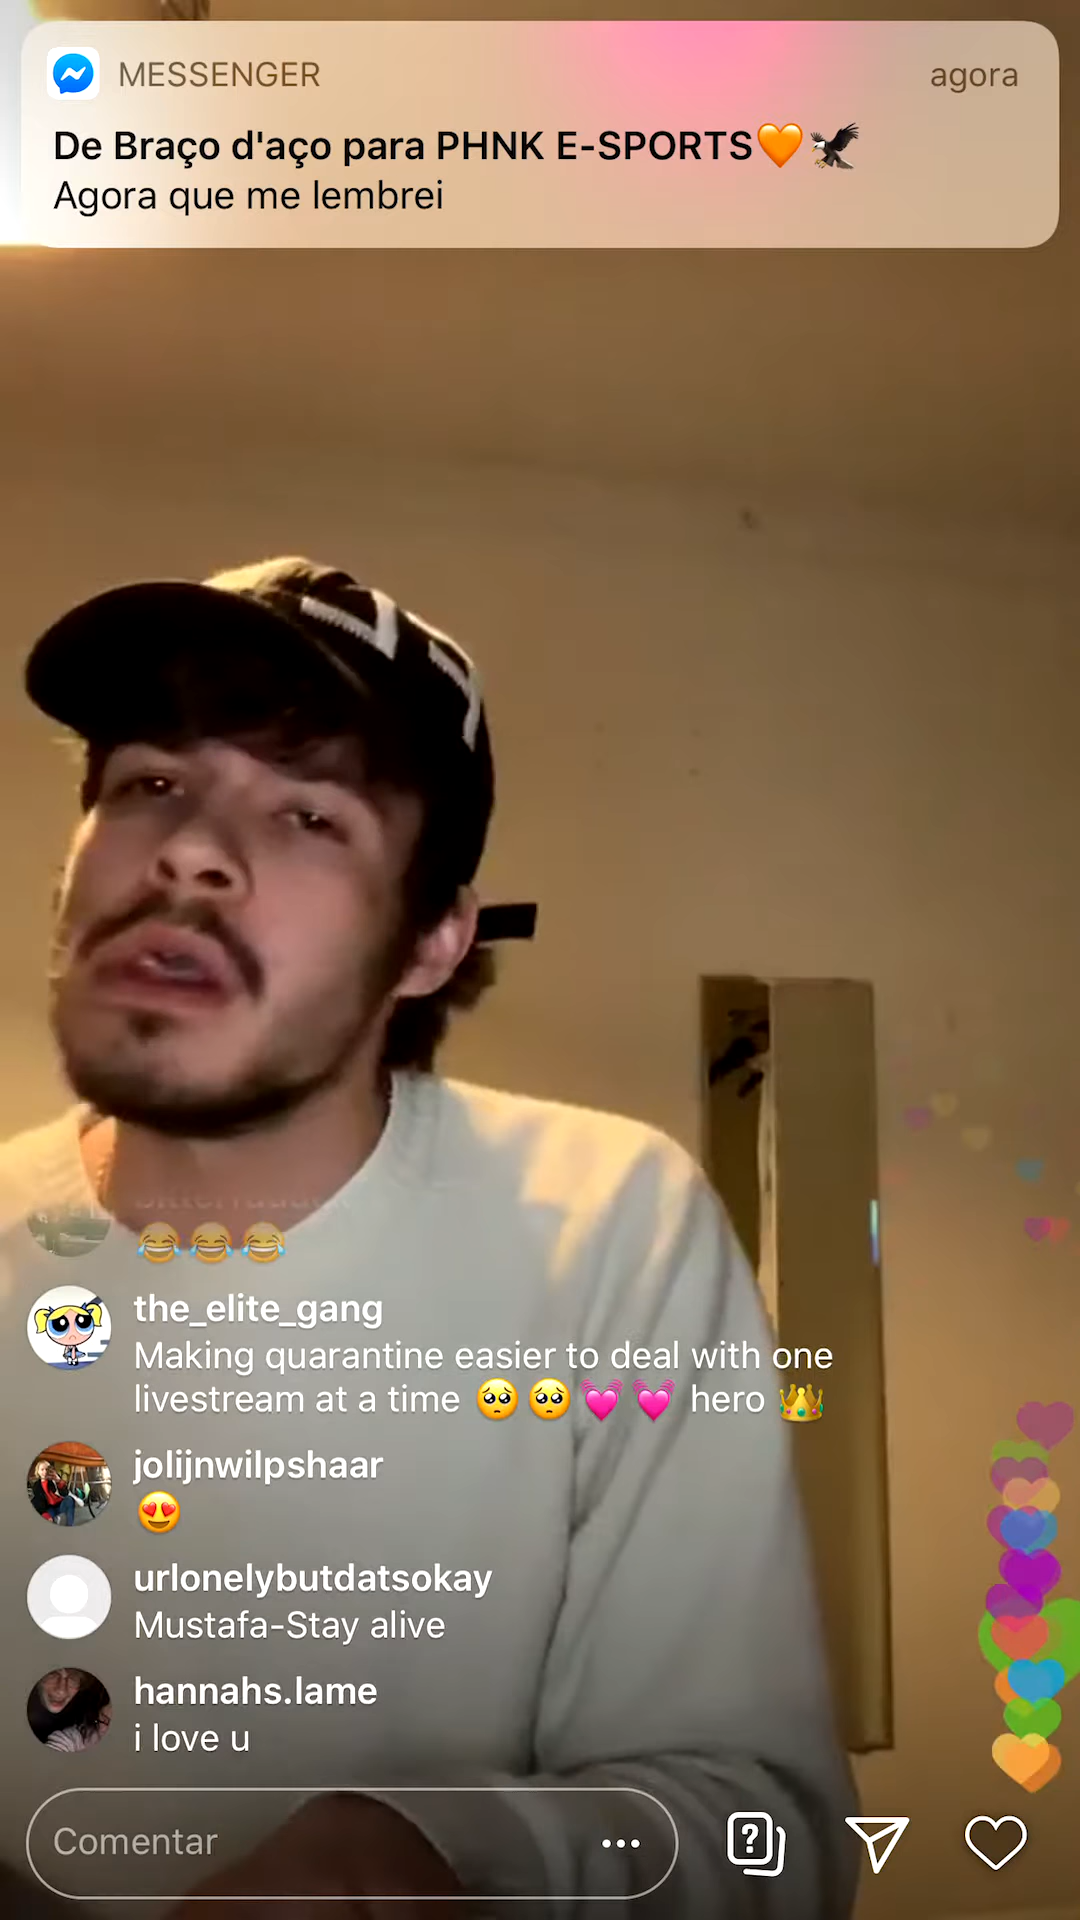 MESSENGER
agora
De Braço d'aço para PHNK E-SPORTS🧡🦅
Agora que me lembrei
😂😂😂
the_elite_gang
Making quarantine easier to deal with one
livestream at a time 🥺🥺💓💓 hero 👑
jolijnwilpshaar
😍
urlonelybutdatsokay
Mustafa-Stay alive
hannahs.lame
i love u
Comentar